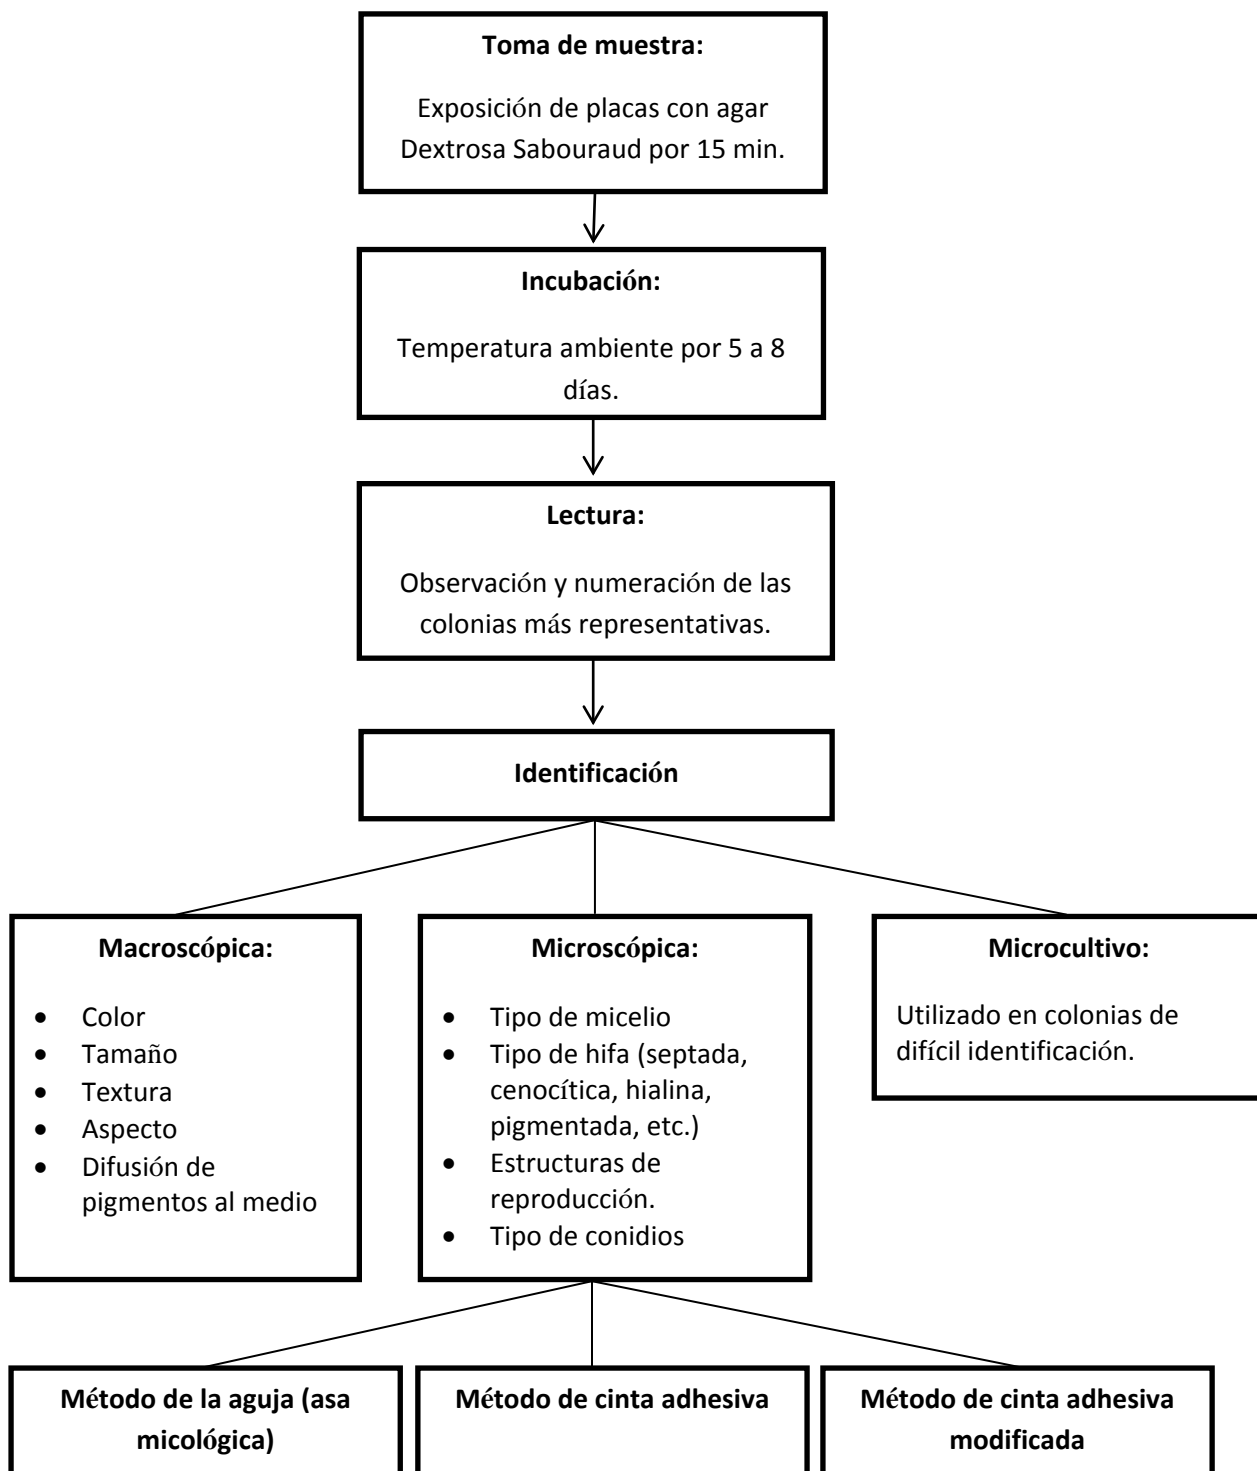 Toma de muestra:
Exposición de placas con agar
Dextrosa Sabouraud por 15 min.
Incubación:
Temperatura ambiente por 5 a 8
días.
Lectura:
Observación y numeración de las
colonias más representativas.
Identificación
Macroscópica:
• Color
• Tamaño
• Textura
• Aspecto
• Difusión de
pigmentos al medio
Microscópica:
• Tipo de micelio
• Tipo de hifa (septada,
cenocítica, hialina,
pigmentada, etc.)
• Estructuras de
reproducción.
• Tipo de conidios
Microcultivo:
Utilizado en colonias de
difícil identificación.
Método de la aguja (asa
micológica)
Método de cinta adhesiva
Método de cinta adhesiva
modificada